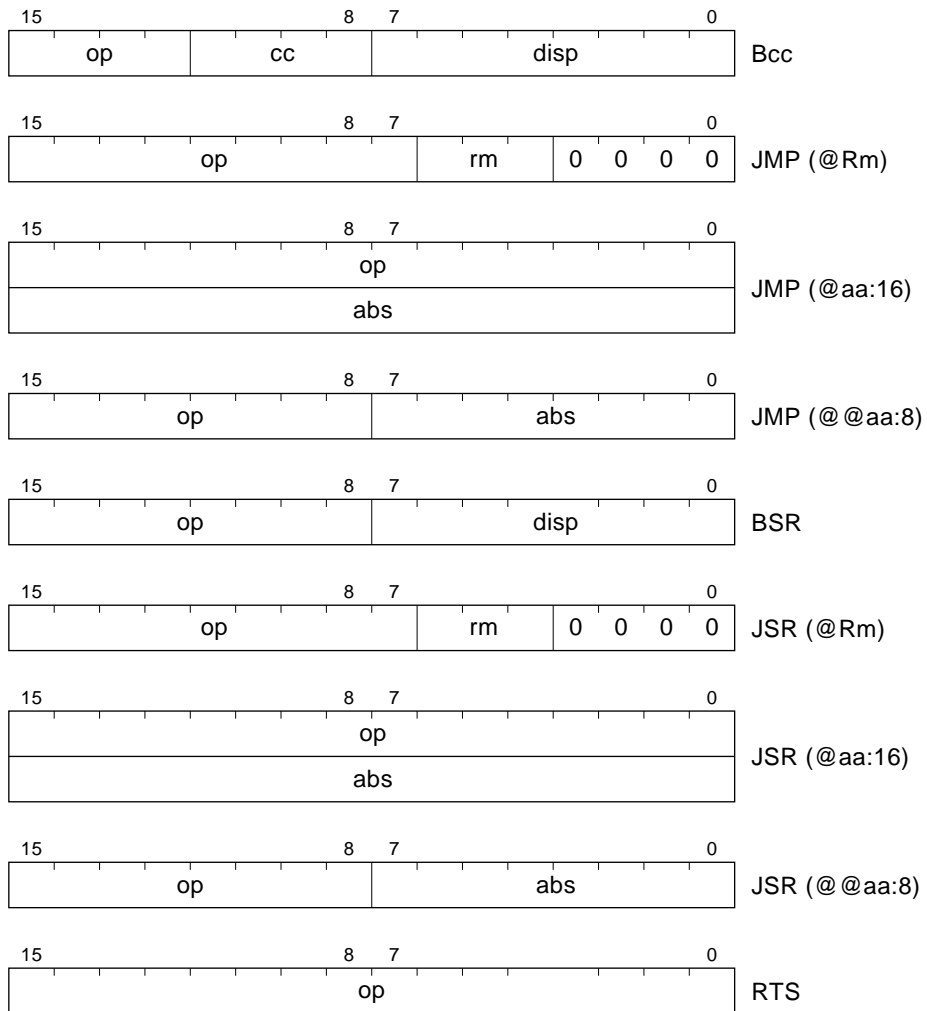 15 8 7 0
op cc disp Bcc
15 8 7 0
op rm 0 0 0 0 JMP (@Rm)
15 8 7 0
op
JMP (@aa:16)
abs
15 8 7 0
op abs JMP (@@aa:8)
15 8 7 0
op disp BSR
15 8 7 0
op rm 0 0 0 0 JSR (@Rm)
15 8 7 0
op
JSR (@aa:16)
abs
15 8 7 0
op abs JSR (@@aa:8)
15 8 7 0
op RTS